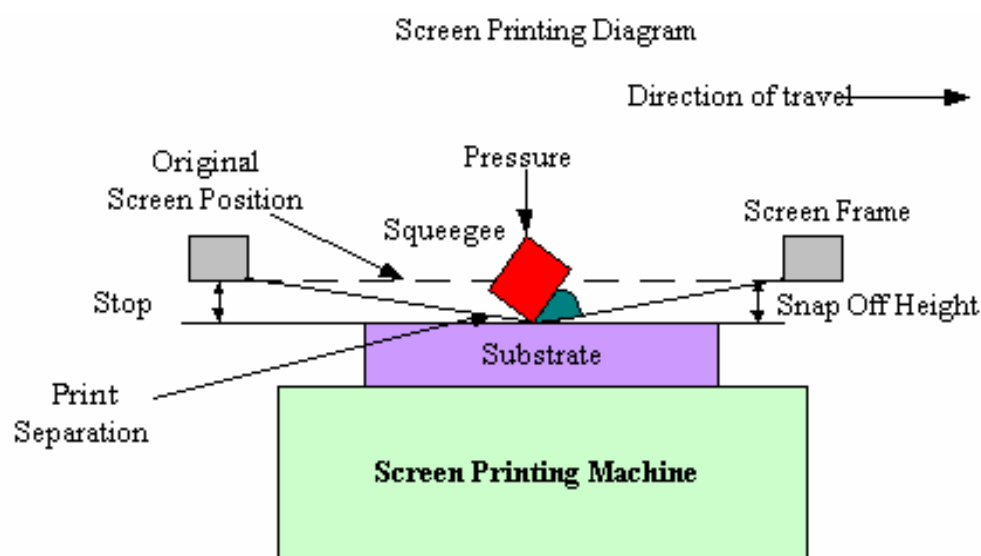 Screen Printing Diagram
Direction of travel
Original
Screen Position
Pressure
Squeegee
Screen Frame
Stop
Snap Off Height
Substrate
Print
Separation
Screen Printing Machine